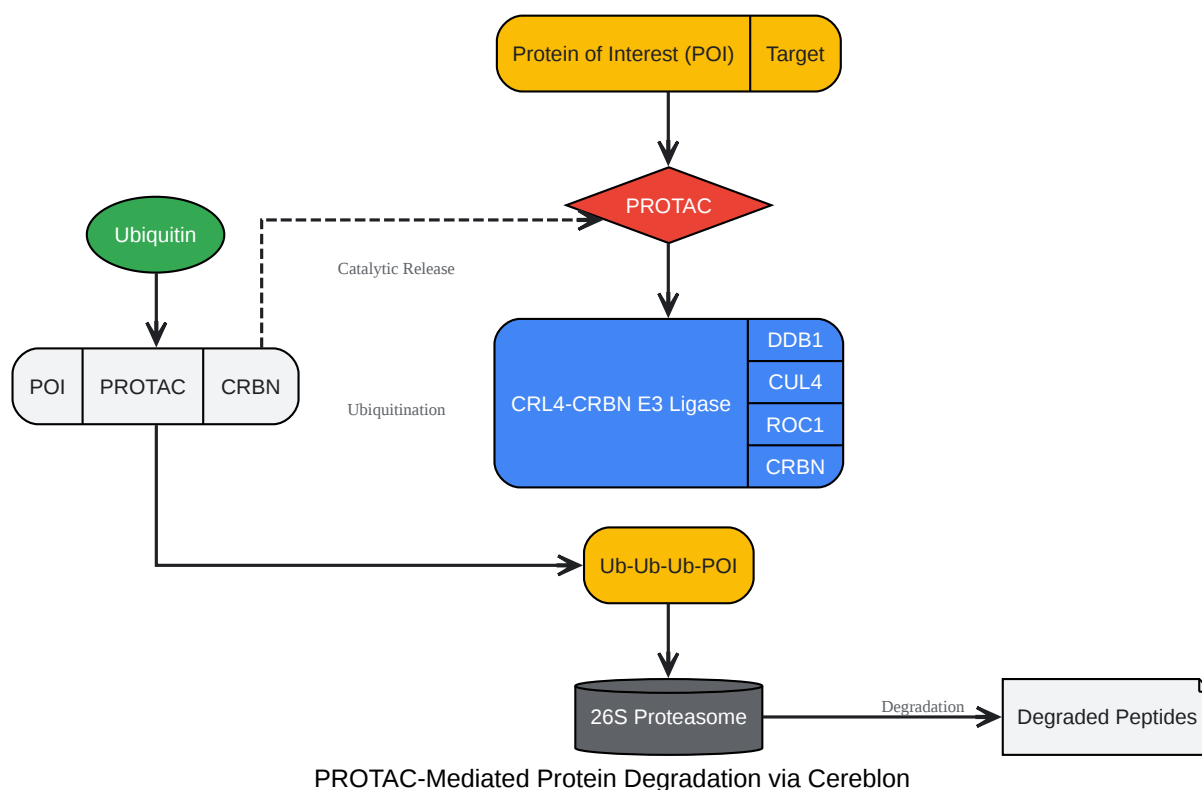 Protein of Interest (POI)
Target
PROTAC
Ubiquitin
Catalytic Release
POI
PROTAC
CRBN
CRL4-CRBN E3 Ligase
DDB1
CUL4
ROC1
CRBN
Ubiquitination
Ub-Ub-Ub-POI
26S Proteasome
Degradation
Degraded Peptides
PROTAC-Mediated Protein Degradation via Cereblon